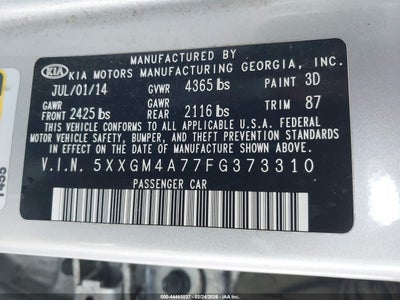 MANUFACTURED BY
KIA KIA MOTORS MANUFACTURING GEORGIA, INC.
JUL/01/14 GVWR 4365 lbs PAINT 3D
GAWR GAWR
FRONT 2425 lbs REAR 2116 lbs TRIM 87
THIS VEHICLE CONFORMS TO ALL APPLICABLE U.S. FEDERAL MOTOR
VEHICLE SAFETY, BUMPER, AND THEFT PREVENTION STANDARDS
IN EFFECT ON THE DATE OF MANUFACTURE SHOWN ABOVE.
V.I.N. 5XXGM4A77FG373310
PASSENGER CAR
1455